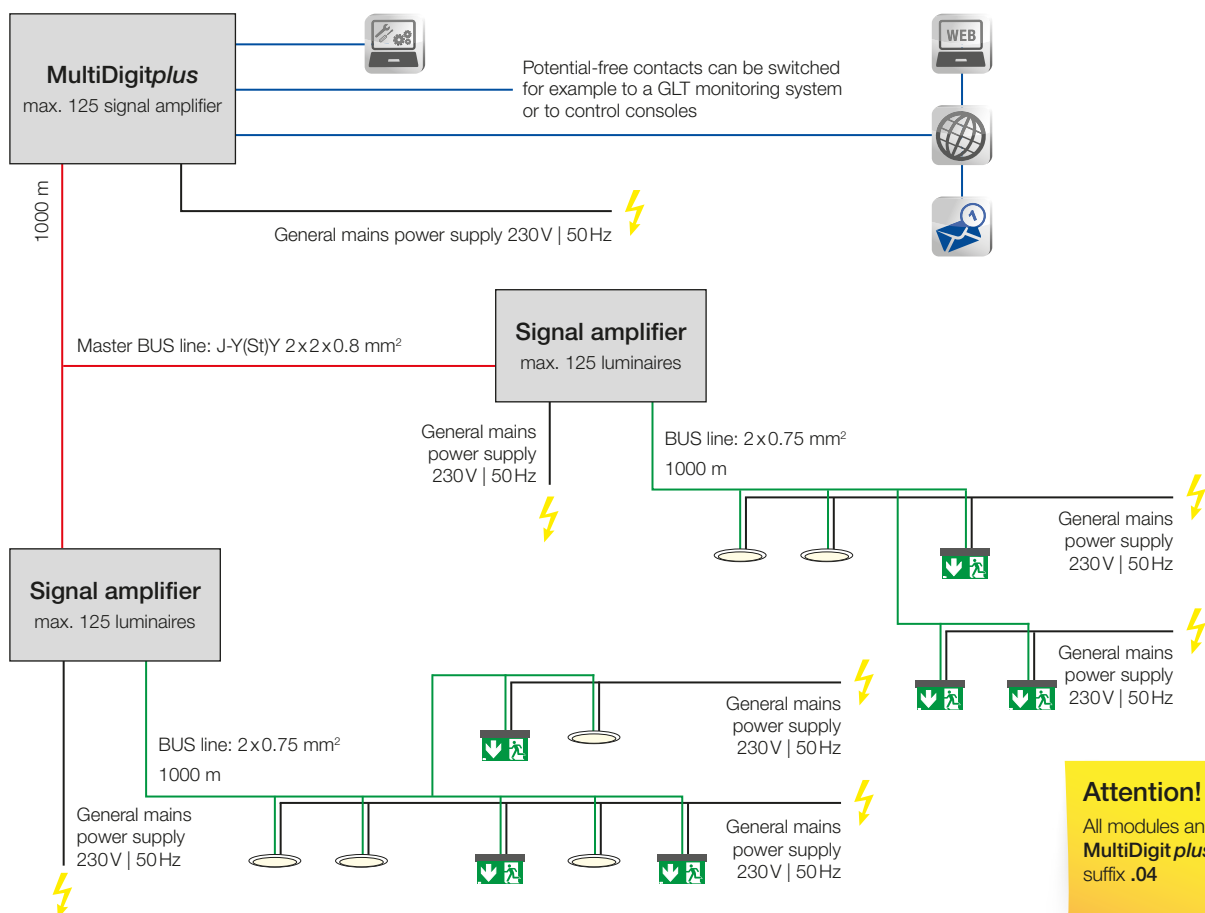 MultiDigitplus
max. 125 signal amplifier
WEB
Potential-free contacts can be switched
for example to a GLT monitoring system
or to control consoles
1
1000 m
General mains power supply 230 V | 50 Hz
Signal amplifier
max. 125 luminaires
Master BUS line: J-Y(St)Y 2 x 2 x 0.8 mm²
General mains
power supply
230 V | 50 Hz
BUS line: 2 x 0.75 mm²
1000 m
General mains
power supply
230 V | 50 Hz
Signal amplifier
max. 125 luminaires
General mains
power supply
230 V | 50 Hz
General mains
power supply
230 V | 50 Hz
BUS line: 2 x 0.75 mm²
1000 m
General mains
power supply
230 V | 50 Hz
General mains
power supply
230 V | 50 Hz
Attention!
All modules an
MultiDigit plus
suffix .04